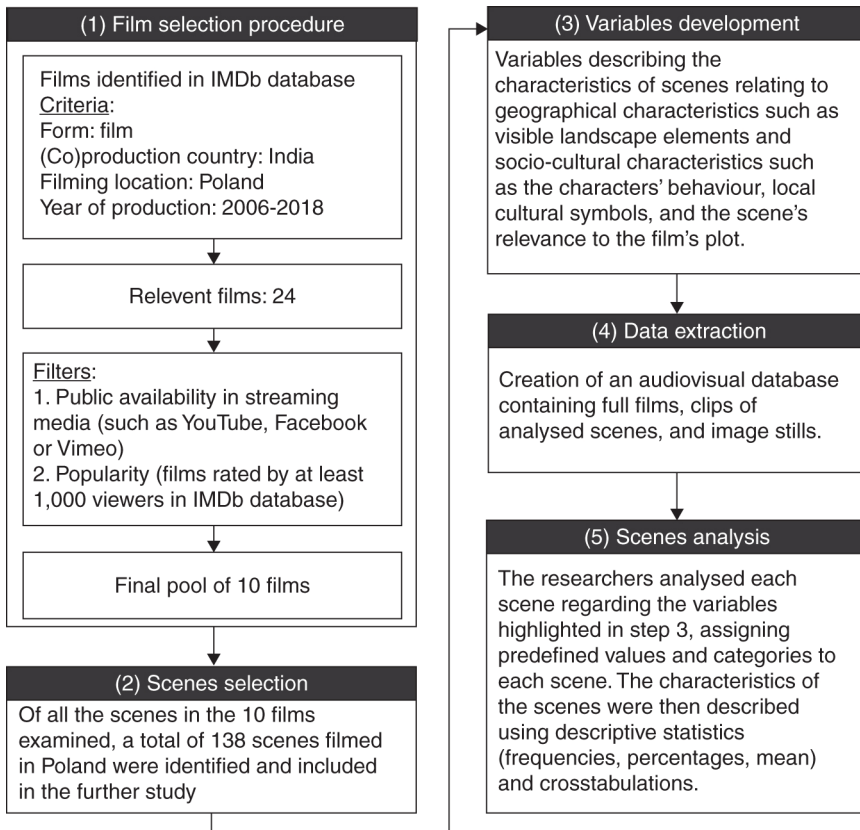 (1) Film selection procedure
Films identified in IMDb database
Criteria:
Form: film
(Co)production country: India
Filming location: Poland
Year of production: 2006-2018
Relevent films: 24
Filters:
1. Public availability in streaming
media (such as YouTube, Facebook
or Vimeo)
2. Popularity (films rated by at least
1,000 viewers in IMDb database)
Final pool of 10 films
(2) Scenes selection
Of all the scenes in the 10 films
examined, a total of 138 scenes filmed
in Poland were identified and included
in the further study
(3) Variables development
Variables describing the
characteristics of scenes relating to
geographical characteristics such as
visible landscape elements and
socio-cultural characteristics such
as the characters' behaviour, local
cultural symbols, and the scene's
relevance to the film's plot.
(4) Data extraction
Creation of an audiovisual database
containing full films, clips of
analysed scenes, and image stills.
(5) Scenes analysis
The researchers analysed each
scene regarding the variables
highlighted in step 3, assigning
predefined values and categories to
each scene. The characteristics of
the scenes were then described
using descriptive statistics
(frequencies, percentages, mean)
and crosstabulations.